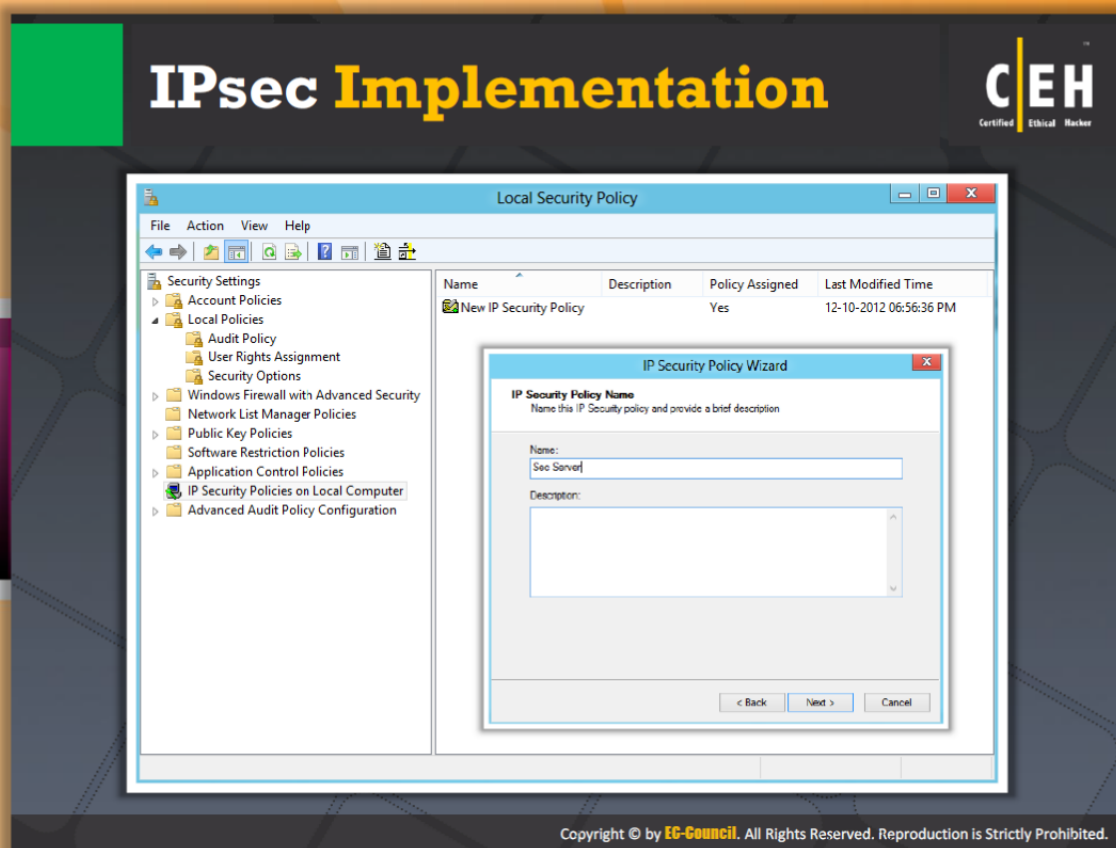 IPsec Implementation
C EH
Certified Ethical Hacker
Local Security Policy
File Action View Help
Security Settings
Account Policies
Local Policies
Audit Policy
User Rights Assignment
Security Options
Windows Firewall with Advanced Security
Network List Manager Policies
Public Key Policies
Software Restriction Policies
Application Control Policies
IP Security Policies on Local Computer
Advanced Audit Policy Configuration
Name Description Policy Assigned Last Modified Time
New IP Security Policy Yes 12-10-2012 06:56:36 PM
IP Security Policy Wizard
IP Security Policy Name
Name this IP Security policy and provide a brief description
Name:
Sec Server
Description:
< Back Next > Cancel
Copyright © by EG-Council. All Rights Reserved. Reproduction is Strictly Prohibited.